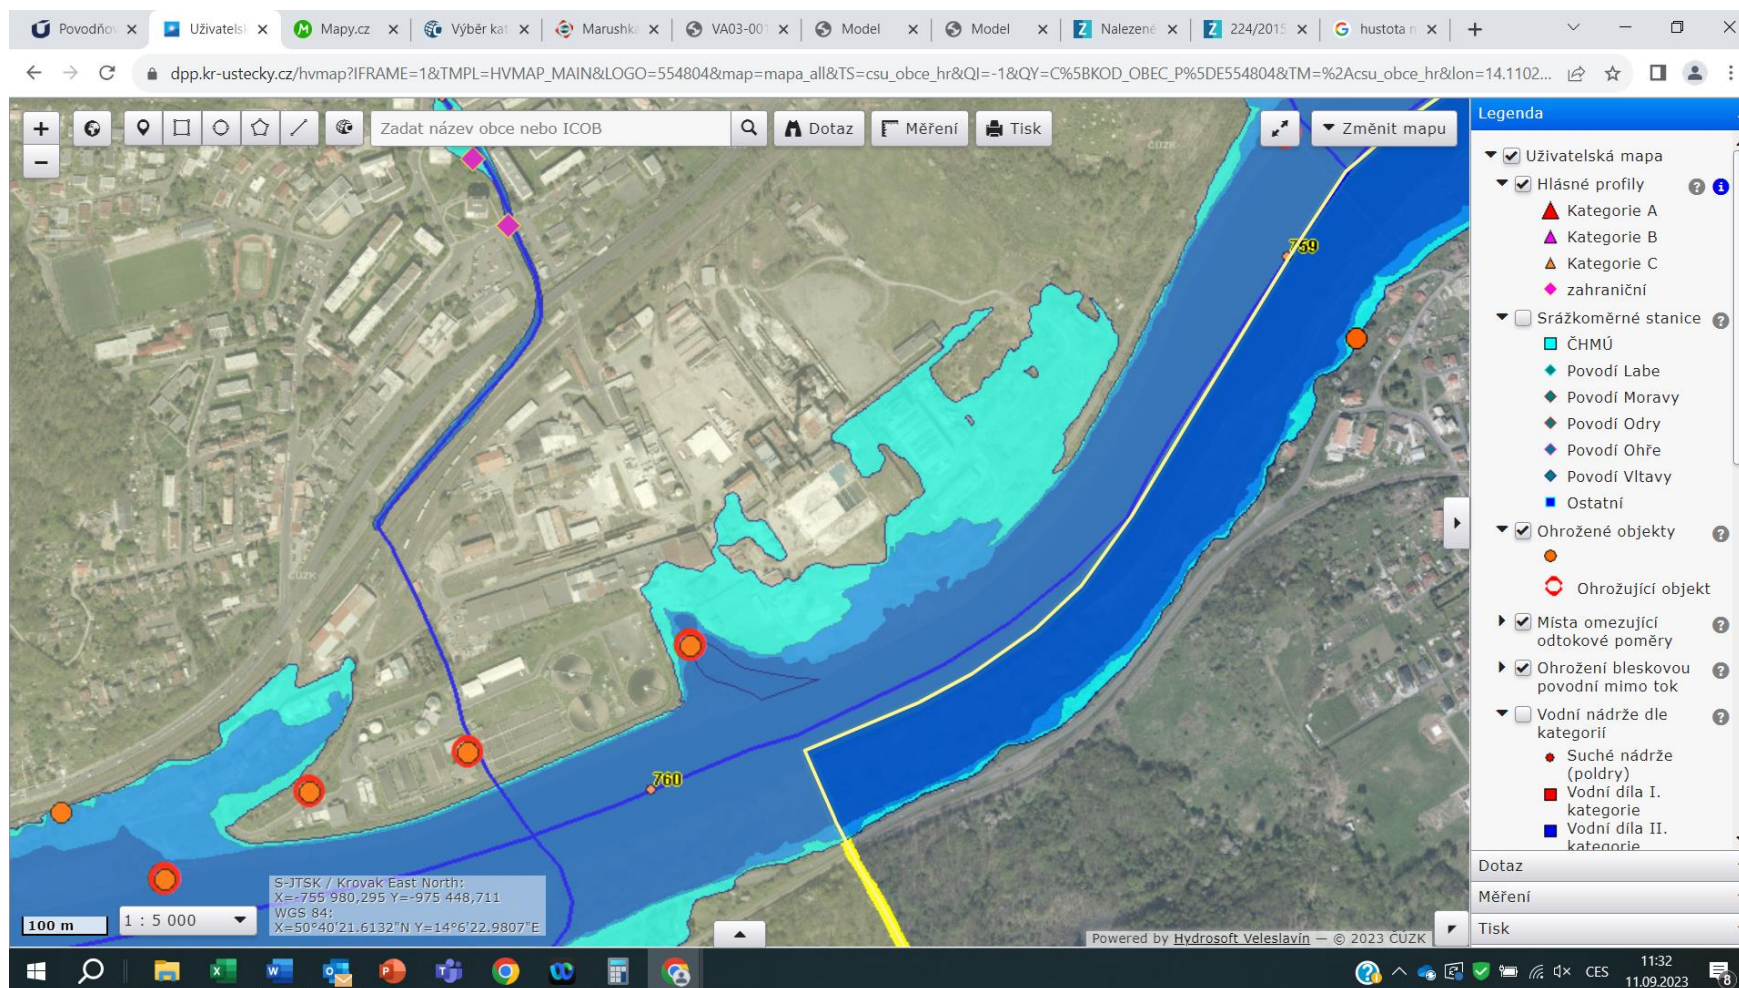 Povodňov
Uživatelsk
Mapy.cz
Výběr kat
Marushka
VA03-001
Model
Model
Nalezené
224/2015
hustota n
dpp.kr-ustecky.cz/hvmap?IFRAME=1&TMPL=HVMAP_MAIN&LOGO=554804&map=mapa_all&TS=csu_obce_hr&QI=-1&QY=C%5BKOD_OBEC_P%5DE554804&TM=%2Acsu_obce_hr&lon=14.1102...
+
−
Zadat název obce nebo ICOB
Dotaz
Měření
Tisk
Změnit mapu
ČÚZK
759
ČÚZK
760
S-JTSK / Krovak East North:
X=-755 980,295 Y=-975 448,711
WGS 84:
X=50°40'21.6132"N Y=14°6'22.9807"E
100 m
1 : 5 000
Powered by Hydrosoft Veleslavín — © 2023 ČÚZK
Legenda
Uživatelská mapa
Hlásné profily
Kategorie A
Kategorie B
Kategorie C
zahraniční
Srážkoměrné stanice
ČHMÚ
Povodí Labe
Povodí Moravy
Povodí Odry
Povodí Ohře
Povodí Vltavy
Ostatní
Ohrožené objekty
Ohrožující objekt
Místa omezující
odtokové poměry
Ohrožení bleskovou
povodní mimo tok
Vodní nádrže dle
kategorií
Suché nádrže
(poldry)
Vodní díla I.
kategorie
Vodní díla II.
kategorie
Dotaz
Měření
Tisk
CES
11:32
11.09.2023
8